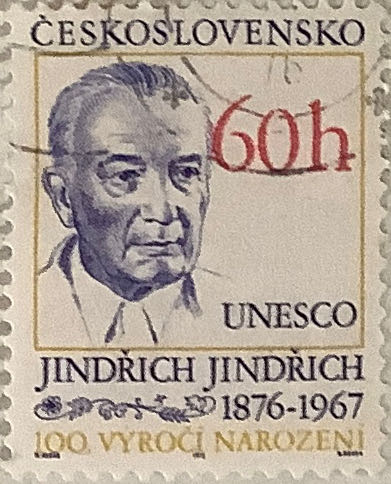 ČESKOSLOVENSKO
60h
UNESCO
JINDŘICH JINDŘICH
1876-1967
100. VÝROČÍ NAROZENÍ